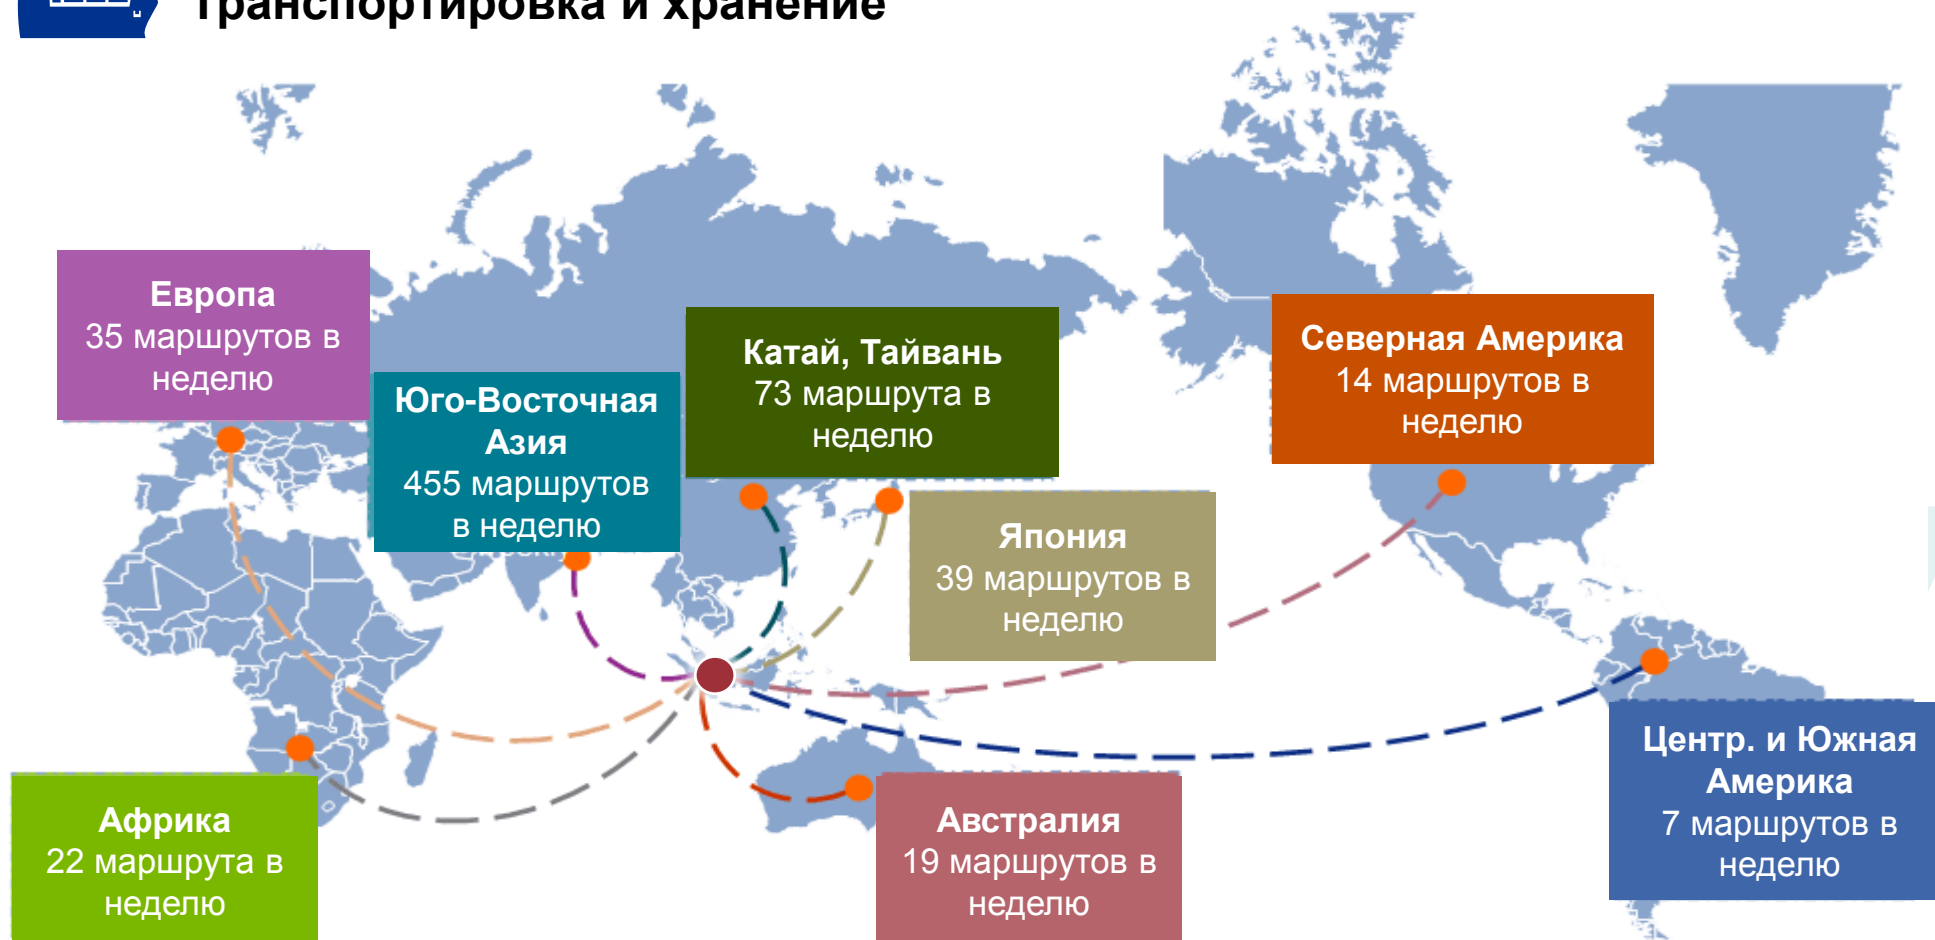 Транспортировка и хранение
Европа
35 маршрутов в
неделю
Юго-Восточная
Азия
455 маршрутов
в неделю
Катай, Тайвань
73 маршрута в
неделю
Северная Америка
14 маршрутов в
неделю
Япония
39 маршрутов в
неделю
Центр. и Южная
Америка
7 маршрутов в
неделю
Африка
22 маршрута в
неделю
Австралия
19 маршрутов в
неделю